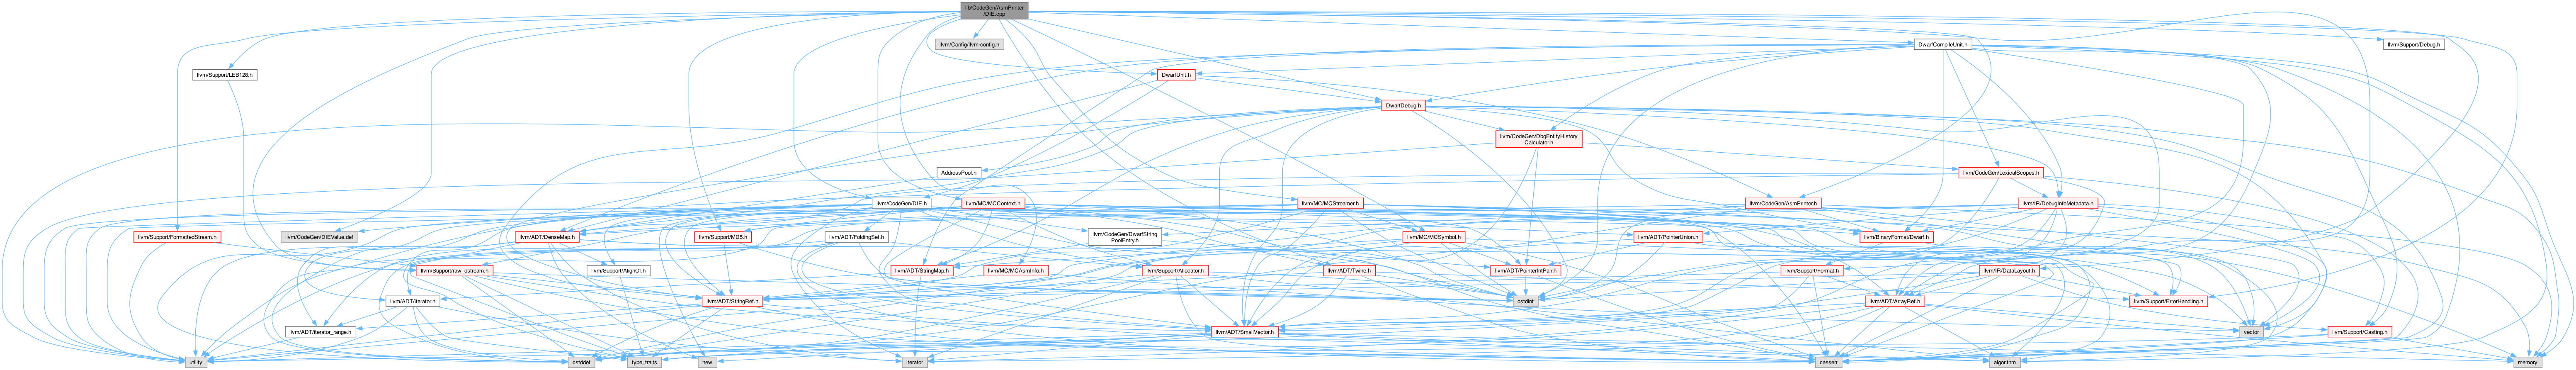 lib/CodeGen/AsmPrinter
/DIE.cpp
llvm/Config/llvm-config.h
DwarfCompileUnit.h
llvm/Support/Debug.h
llvm/Support/LEB128.h
DwarfUnit.h
DwarfDebug.h
llvm/CodeGen/DbgEntityHistory
Calculator.h
AddressPool.h
llvm/CodeGen/LexicalScopes.h
llvm/CodeGen/DIE.h
llvm/MC/MCContext.h
llvm/MC/MCStreamer.h
llvm/CodeGen/AsmPrinter.h
llvm/IR/DebugInfoMetadata.h
llvm/Support/FormattedStream.h
llvm/CodeGen/DIEValue.def
llvm/ADT/DenseMap.h
llvm/Support/MD5.h
llvm/ADT/FoldingSet.h
llvm/CodeGen/DwarfString
PoolEntry.h
llvm/MC/MCSymbol.h
llvm/ADT/PointerUnion.h
llvm/BinaryFormat/Dwarf.h
llvm/Support/raw_ostream.h
llvm/Support/AlignOf.h
llvm/ADT/StringMap.h
llvm/MC/MCAsmInfo.h
llvm/Support/Allocator.h
llvm/ADT/Twine.h
llvm/ADT/PointerIntPair.h
llvm/Support/Format.h
llvm/IR/DataLayout.h
llvm/ADT/iterator.h
llvm/ADT/StringRef.h
cstdint
llvm/ADT/ArrayRef.h
llvm/Support/ErrorHandling.h
llvm/ADT/iterator_range.h
llvm/ADT/SmallVector.h
vector
llvm/Support/Casting.h
utility
cstddef
type_traits
new
iterator
cassert
algorithm
memory